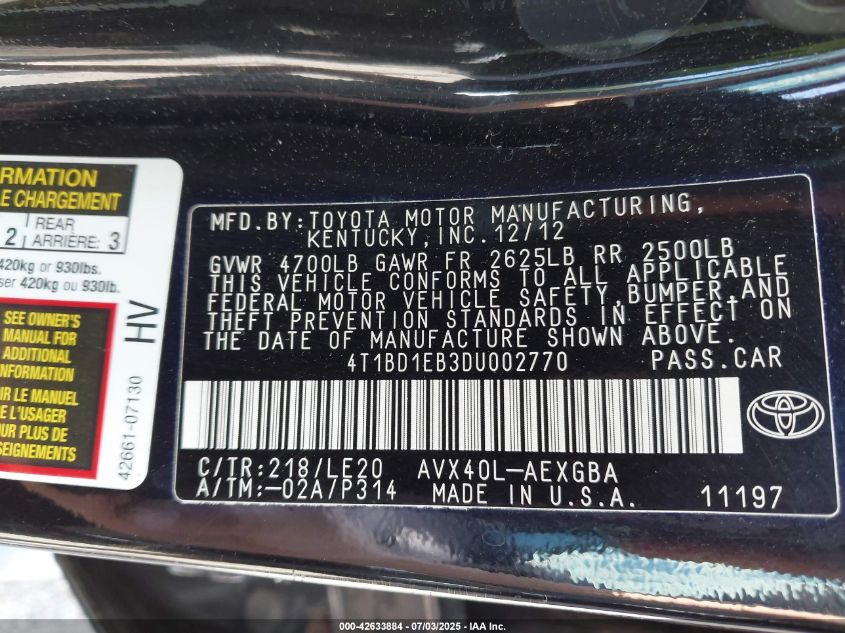 RMATION
E CHARGEMENT
2 REAR ARRIÈRE: 3
420kg or 930lbs.
ser 420kg ou 930lb.
SEE OWNER'S
MANUAL FOR
ADDITIONAL
INFORMATION
IR LE MANUEL
E L'USAGER
UR PLUS DE
SEIGNEMENTS
42661-07130 HV
MFD.BY:TOYOTA MOTOR MANUFACTURING,
KENTUCKY,INC.12/12
GVWR 4700LB GAWR FR 2625LB RR 2500LB
THIS VEHICLE CONFORMS TO ALL APPLICABLE
FEDERAL MOTOR VEHICLE SAFETY,BUMPER,AND
THEFT PREVENTION STANDARDS IN EFFECT ON
THE DATE OF MANUFACTURE SHOWN ABOVE.
4T1BD1EB3DU002770 PASS.CAR
C/TR:218/LE20 AVX40L-AEXGBA
A/TM:-02A/P314 MADE IN U.S.A. 11197
000-42633884 - 07/03/2025 - IAA Inc.